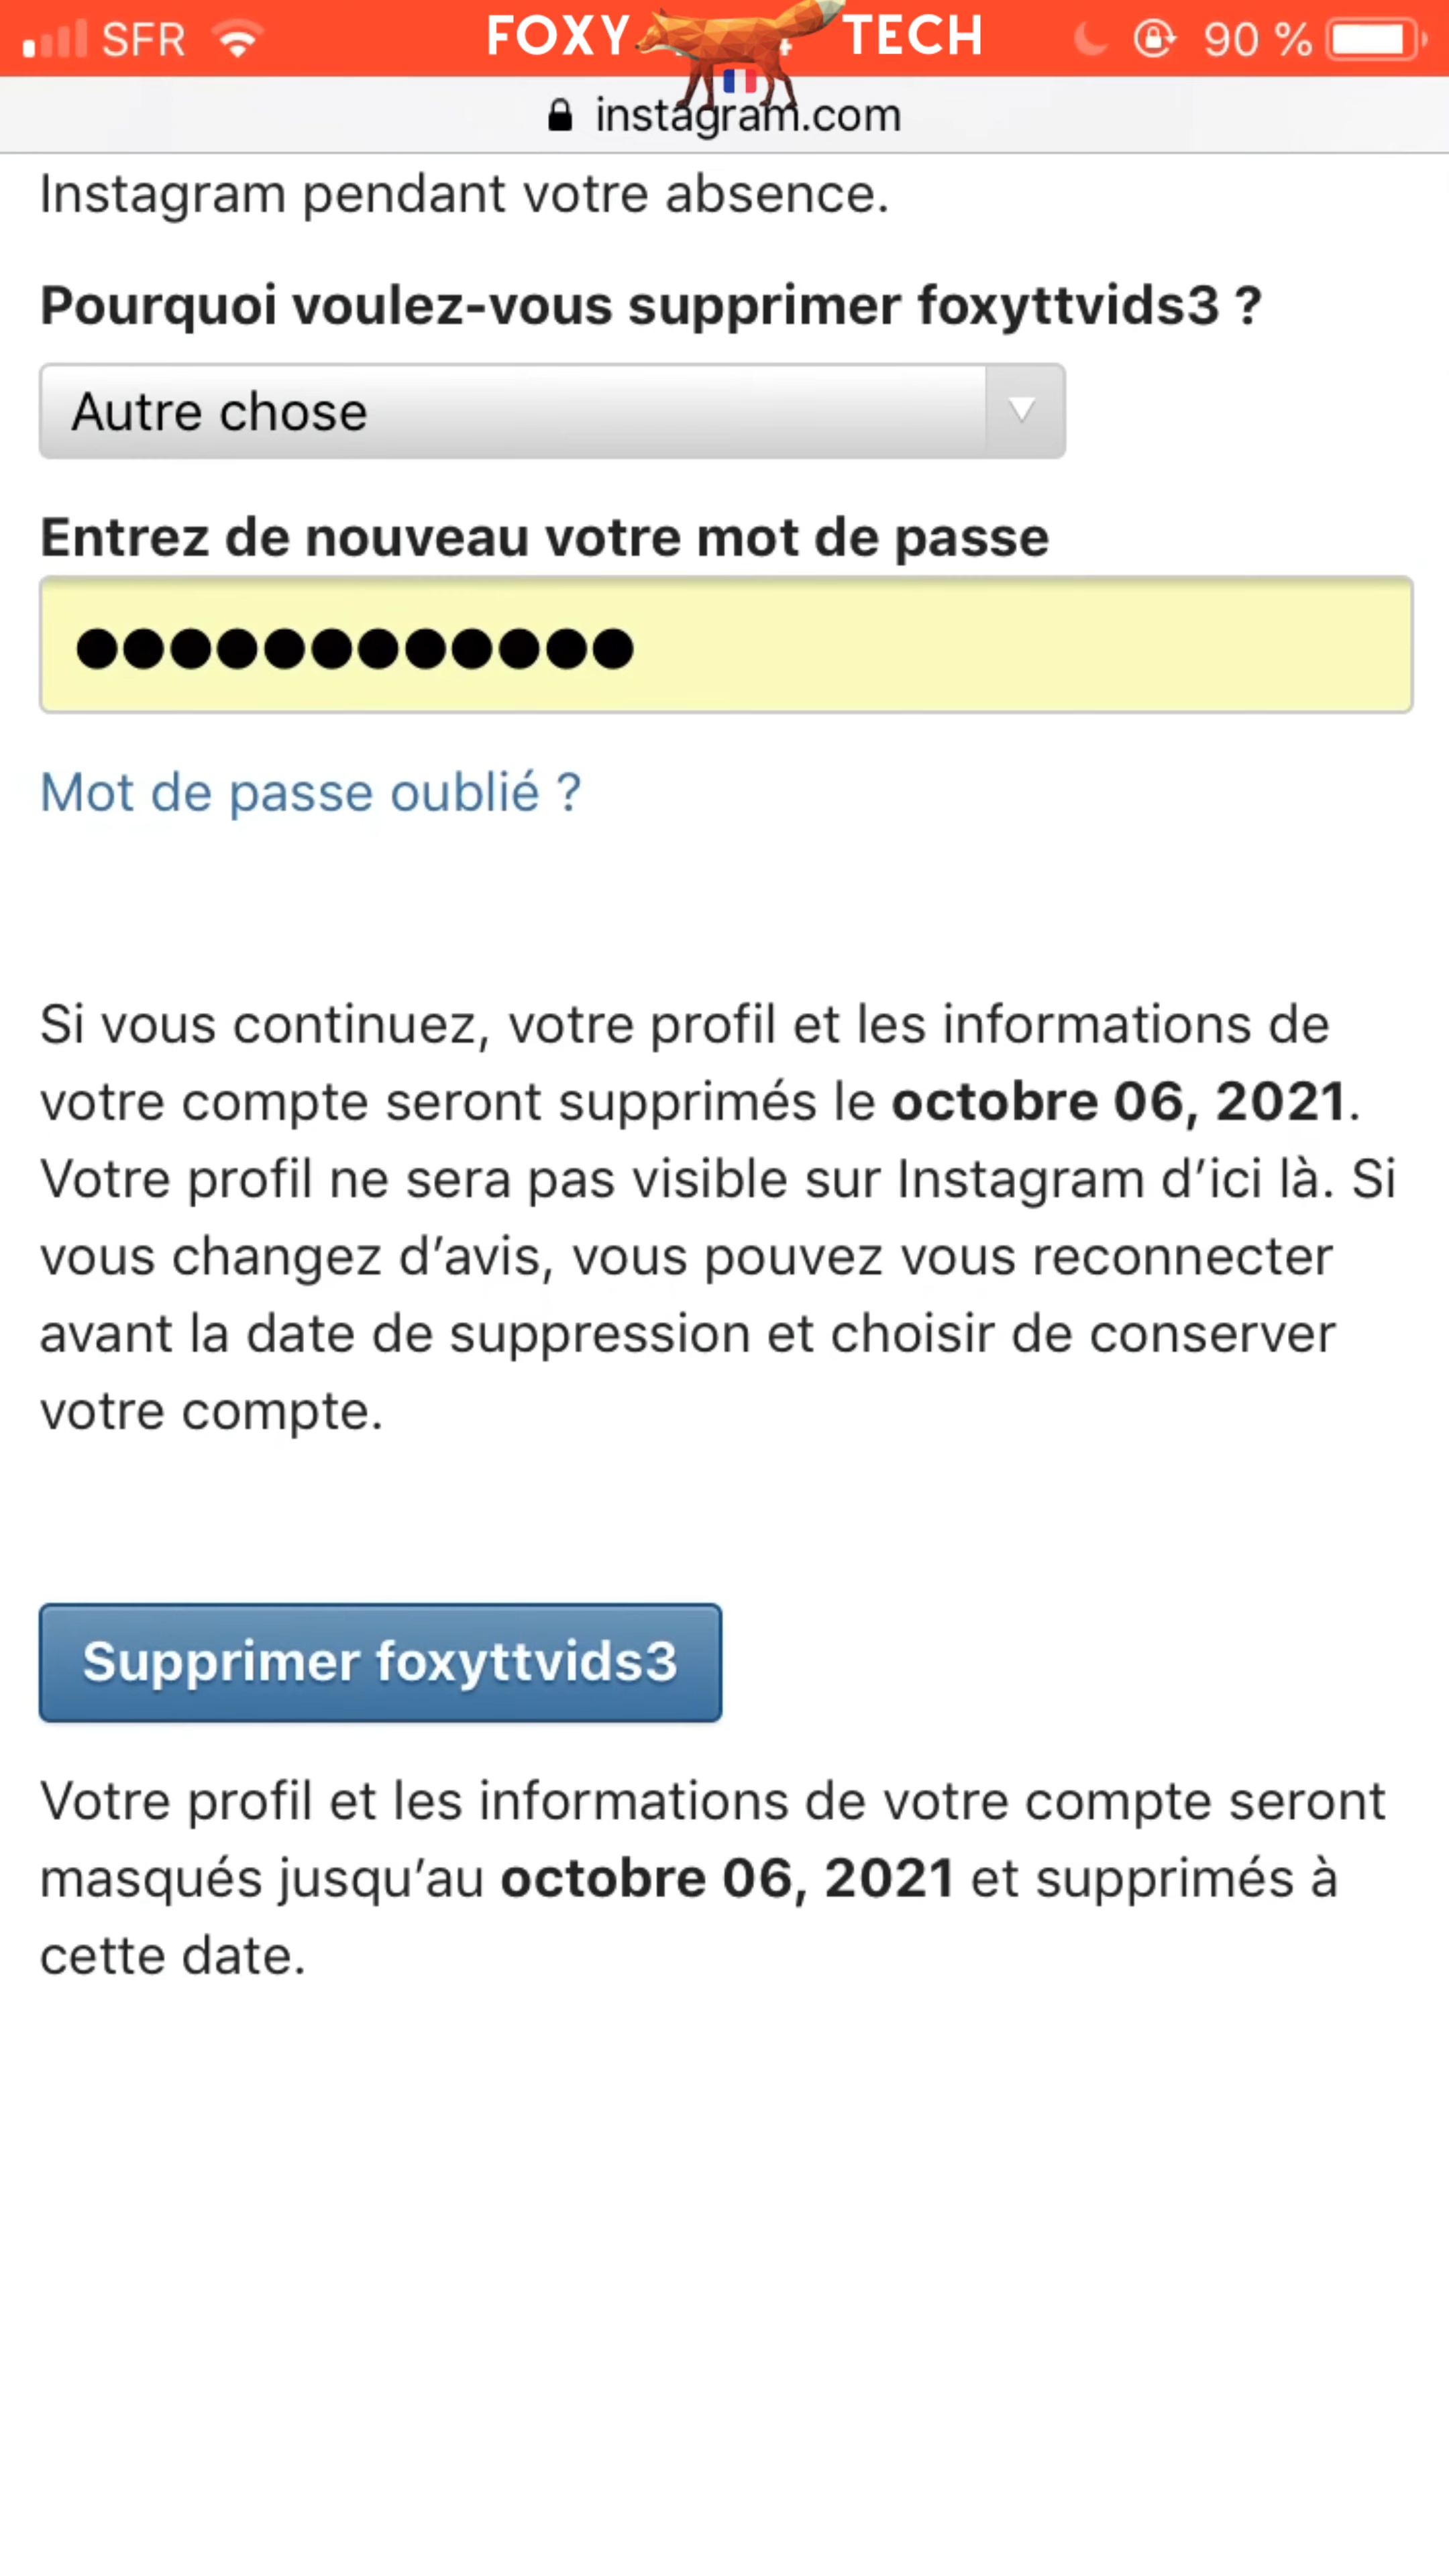 SFR FOXY TECH 90 %
instagram.com
Instagram pendant votre absence.
Pourquoi voulez-vous supprimer foxyttvids3 ?
Autre chose
Entrez de nouveau votre mot de passe
●●●●●●●●●●●●
Mot de passe oublié ?
Si vous continuez, votre profil et les informations de
votre compte seront supprimés le octobre 06, 2021.
Votre profil ne sera pas visible sur Instagram d’ici là. Si
vous changez d’avis, vous pouvez vous reconnecter
avant la date de suppression et choisir de conserver
votre compte.
Supprimer foxyttvids3
Votre profil et les informations de votre compte seront
masqués jusqu’au octobre 06, 2021 et supprimés à
cette date.